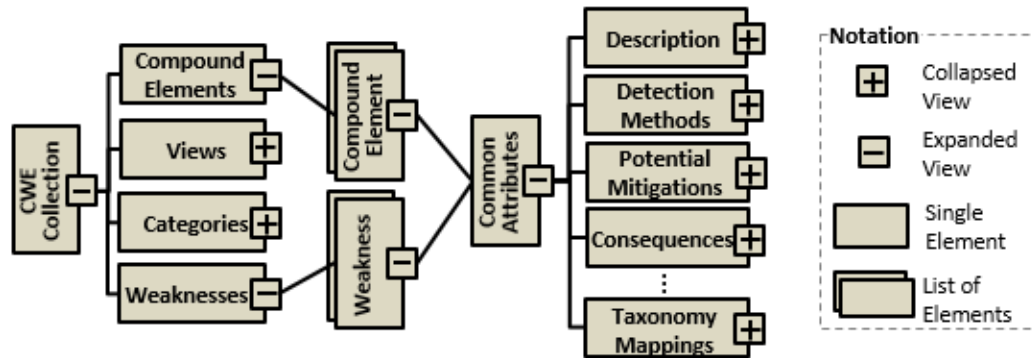 CWE
Collection
Compound
Elements
Views
Categories
Weaknesses
Compound
Element
Weakness
Common
Attributes
Description
Detection
Methods
Potential
Mitigations
Consequences
Taxonomy
Mappings
Notation
Collapsed
View
Expanded
View
Single
Element
List of
Elements